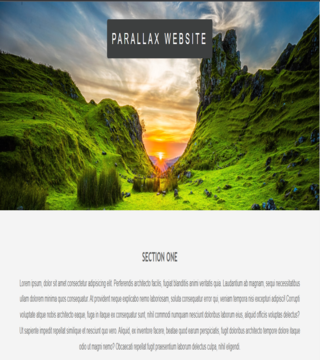 PARALLAX WEBSITE
SECTION ONE
Lorem ipsum, dolor sit amet consectetur adipisicing elit. Perferendis architecto facilis, fugiat blanditiis animi veritatis quia. Laudantium ab magnam, sequi necessitatibus
ullam dolorem minima quos consequatur. At provident neque explicabo nemo laboriosam, soluta consequatur error qui, veniam tempora nisi excepturi adipisci! Corrupti
voluptate atque nobis architecto eaque, fuga in itaque ex consequatur sunt, nihil commodi numquam nesciunt doloribus laborum eius, aliquid officiis voluptas delectus?
Ut sapiente impedit repellat similique et nesciunt quo vero. Aliquid, ex inventore facere, beatae quod earum perspiciatis, fugit doloribus architecto tempore dolore itaque
odio ut magni nemo? Obcaecati repellat fugit praesentium laborum delectus culpa, nihil eligendi.